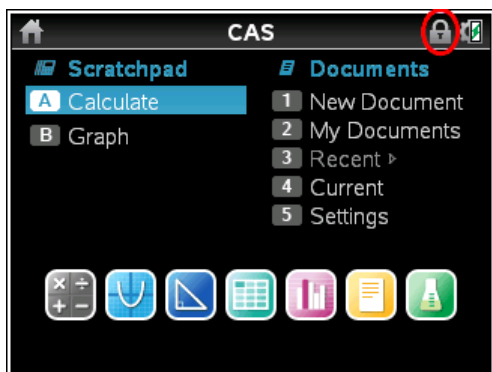 CAS
Scratchpad
A Calculate
B Graph
Documents
1 New Document
2 My Documents
3 Recent ▹
4 Current
5 Settings